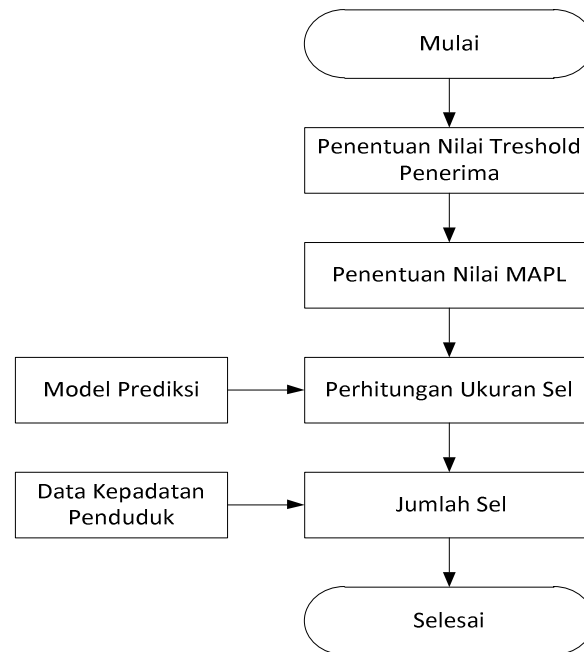 Mulai
Penentuan Nilai Treshold
Penerima
Penentuan Nilai MAPL
Model Prediksi
Perhitungan Ukuran Sel
Data Kepadatan
Penduduk
Jumlah Sel
Selesai